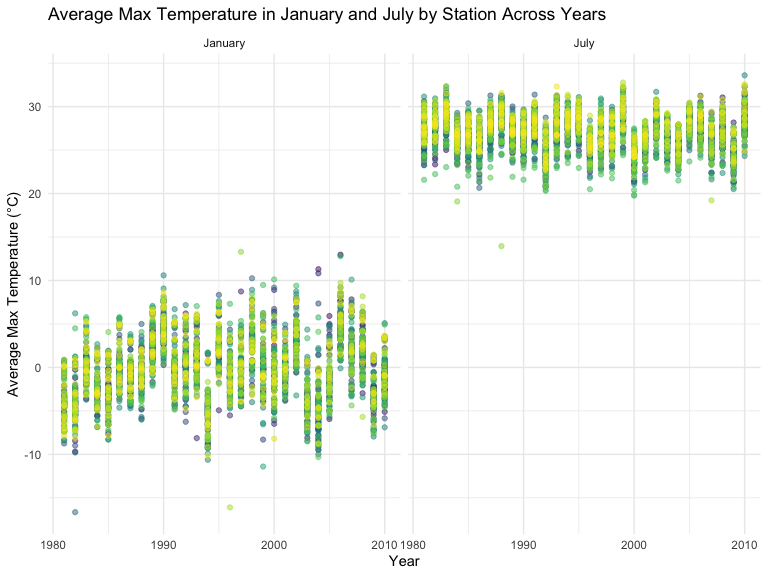 Average Max Temperature in January and July by Station Across Years
January
July
Average Max Temperature (°C)
30
20
10
0
-10
1980
1990
2000
2010
1980
1990
2000
2010
Year